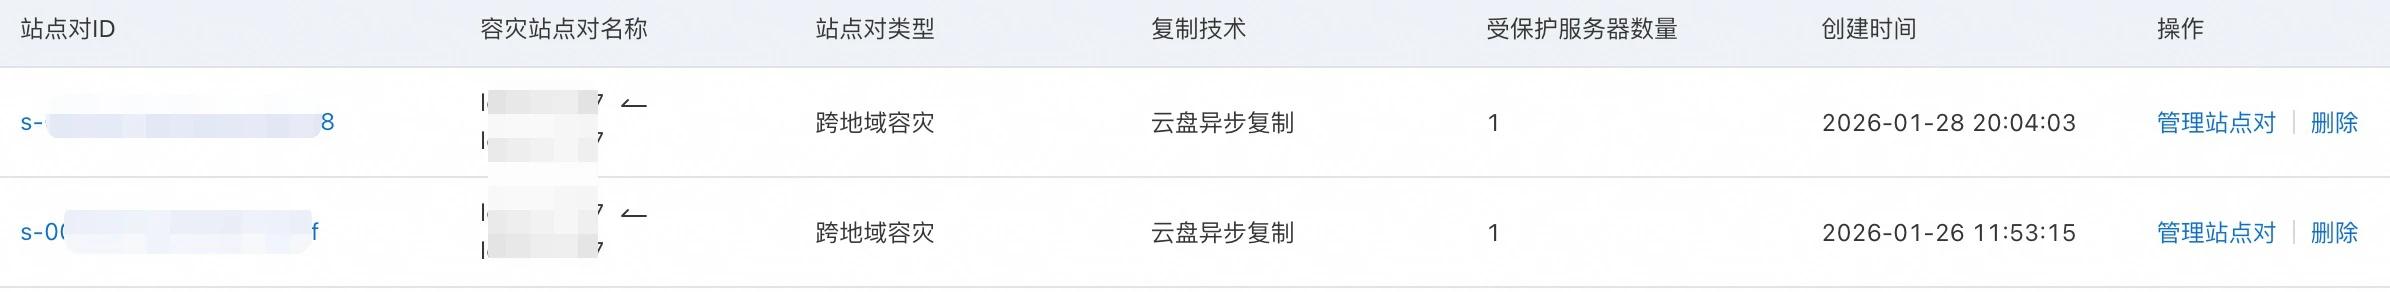 站点对ID 容灾站点对名称 站点对类型 复制技术 受保护服务器数量 创建时间 操作
s- 8 跨地域容灾 云盘异步复制 1 2026-01-28 20:04:03 管理站点对 删除
s-00 f 跨地域容灾 云盘异步复制 1 2026-01-26 11:53:15 管理站点对 删除